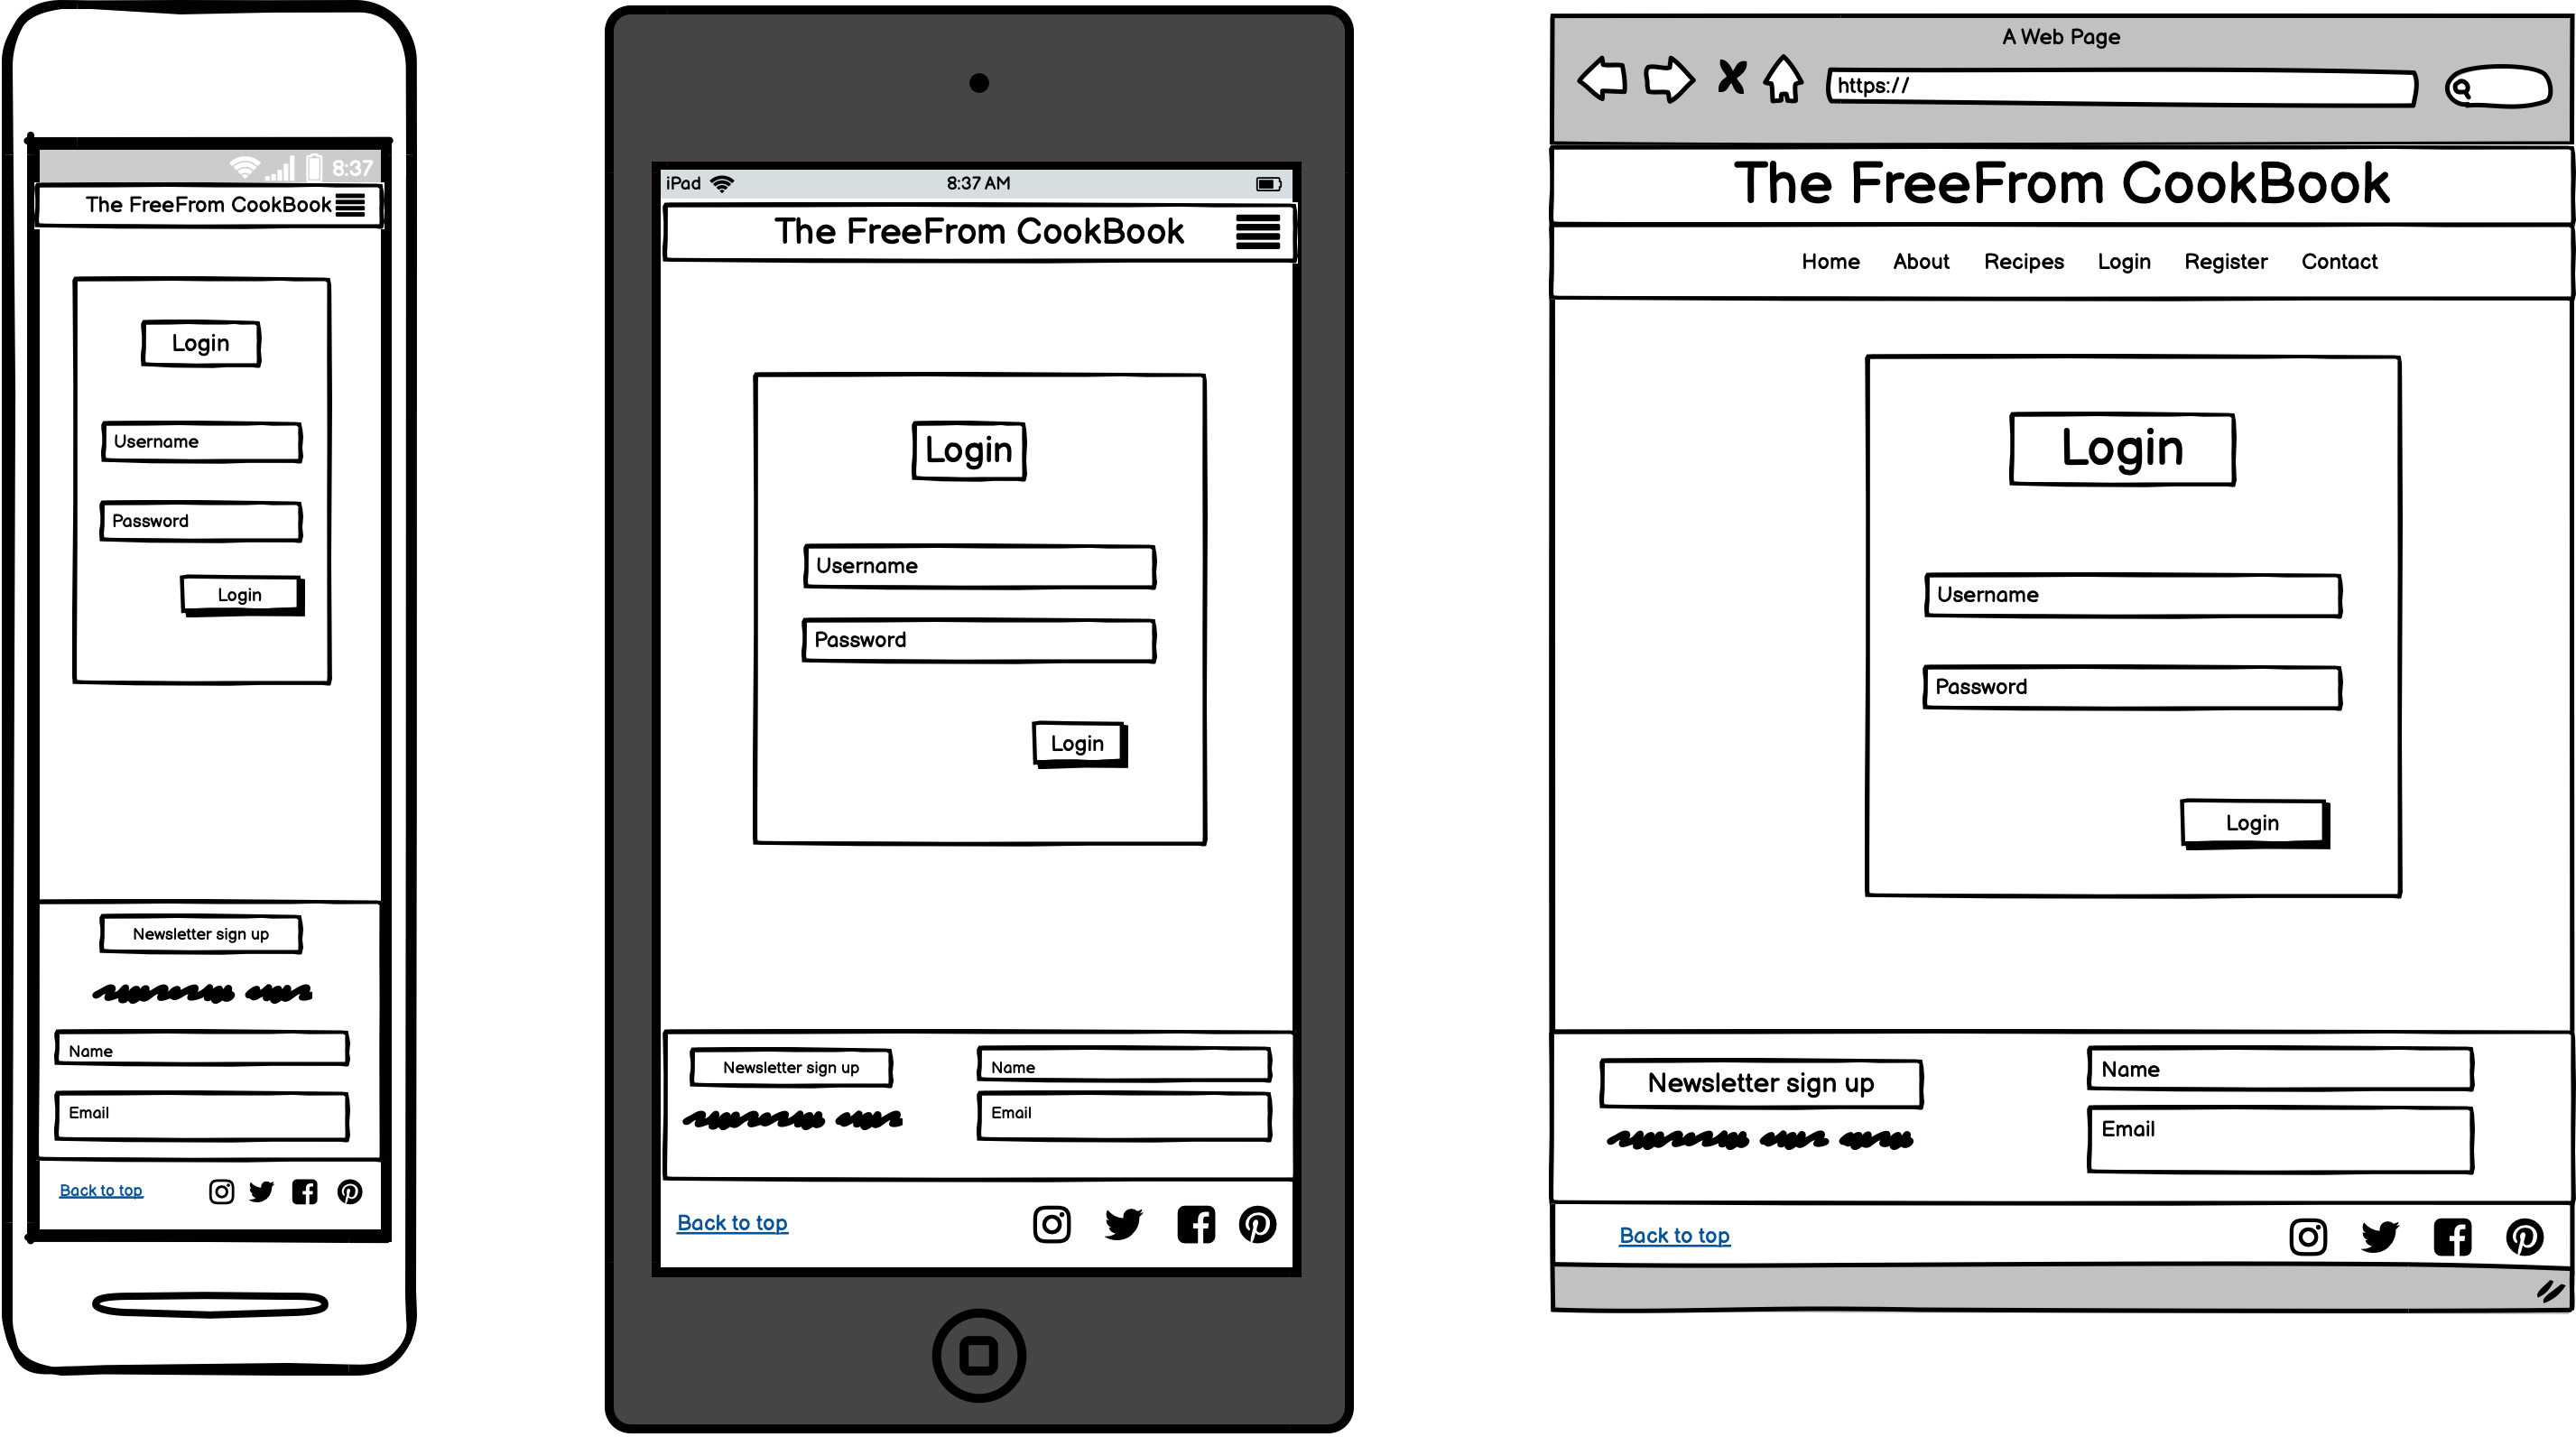 8:37
The FreeFrom CookBook
Login
Username
Password
Login
Newsletter sign up
Name
Email
Back to top
iPad 8:37 AM
The FreeFrom CookBook
Login
Username
Password
Login
Newsletter sign up
Name
Email
Back to top
A Web Page
https://
The FreeFrom CookBook
Home About Recipes Login Register Contact
Login
Username
Password
Login
Newsletter sign up
Name
Email
Back to top